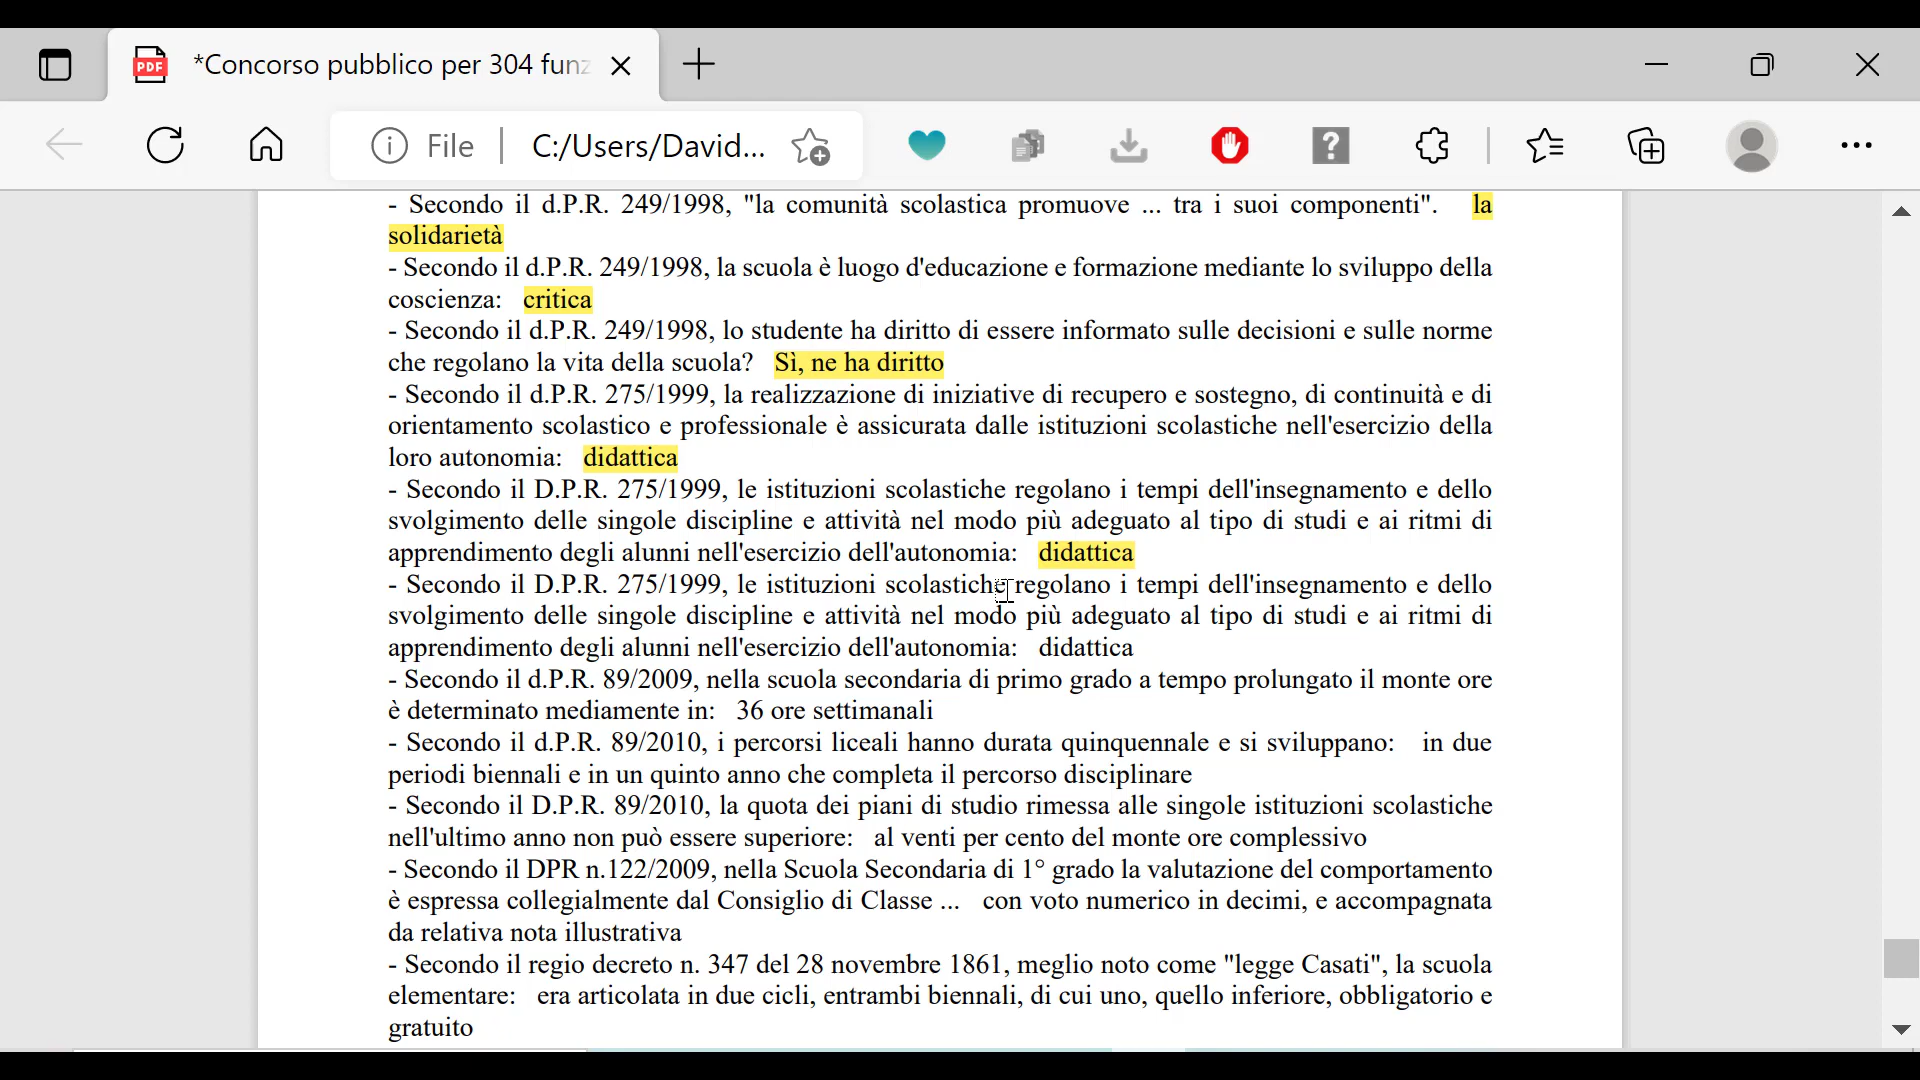 *Concorso pubblico per 304 funz
File
C:/Users/David...
- Secondo il d.P.R. 249/1998, "la comunità scolastica promuove ... tra i suoi componenti". la
solidarietà
- Secondo il d.P.R. 249/1998, la scuola è luogo d'educazione e formazione mediante lo sviluppo della
coscienza: critica
- Secondo il d.P.R. 249/1998, lo studente ha diritto di essere informato sulle decisioni e sulle norme
che regolano la vita della scuola? Sì, ne ha diritto
- Secondo il d.P.R. 275/1999, la realizzazione di iniziative di recupero e sostegno, di continuità e di
orientamento scolastico e professionale è assicurata dalle istituzioni scolastiche nell'esercizio della
loro autonomia: didattica
- Secondo il D.P.R. 275/1999, le istituzioni scolastiche regolano i tempi dell'insegnamento e dello
svolgimento delle singole discipline e attività nel modo più adeguato al tipo di studi e ai ritmi di
apprendimento degli alunni nell'esercizio dell'autonomia: didattica
- Secondo il D.P.R. 275/1999, le istituzioni scolastiche regolano i tempi dell'insegnamento e dello
svolgimento delle singole discipline e attività nel modo più adeguato al tipo di studi e ai ritmi di
apprendimento degli alunni nell'esercizio dell'autonomia: didattica
- Secondo il d.P.R. 89/2009, nella scuola secondaria di primo grado a tempo prolungato il monte ore
è determinato mediamente in: 36 ore settimanali
- Secondo il d.P.R. 89/2010, i percorsi liceali hanno durata quinquennale e si sviluppano: in due
periodi biennali e in un quinto anno che completa il percorso disciplinare
- Secondo il D.P.R. 89/2010, la quota dei piani di studio rimessa alle singole istituzioni scolastiche
nell'ultimo anno non può essere superiore: al venti per cento del monte ore complessivo
- Secondo il DPR n.122/2009, nella Scuola Secondaria di 1° grado la valutazione del comportamento
è espressa collegialmente dal Consiglio di Classe ... con voto numerico in decimi, e accompagnata
da relativa nota illustrativa
- Secondo il regio decreto n. 347 del 28 novembre 1861, meglio noto come "legge Casati", la scuola
elementare: era articolata in due cicli, entrambi biennali, di cui uno, quello inferiore, obbligatorio e
gratuito